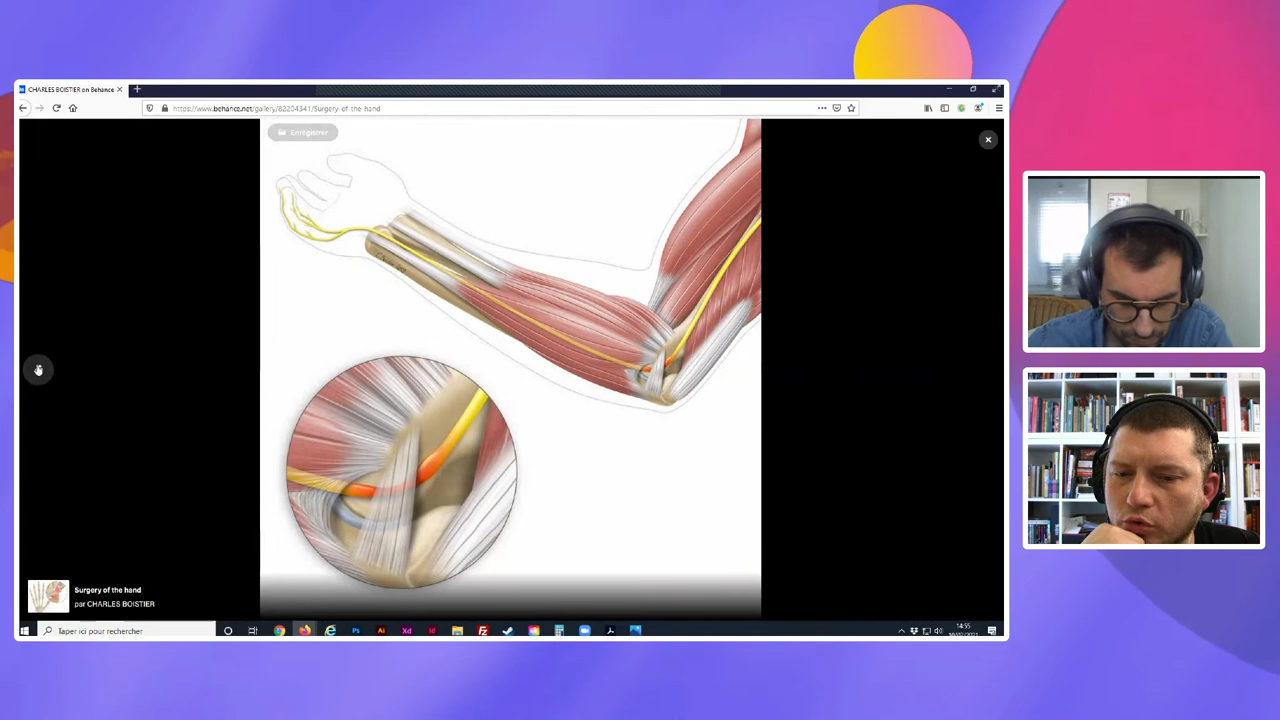 CHARLES BOISTIER on Behance
https://www.behance.net/gallery/82204341/Surgery-of-the-hand
Enregistrer
Surgery of the hand
par CHARLES BOISTIER
Taper ici pour rechercher
14:55